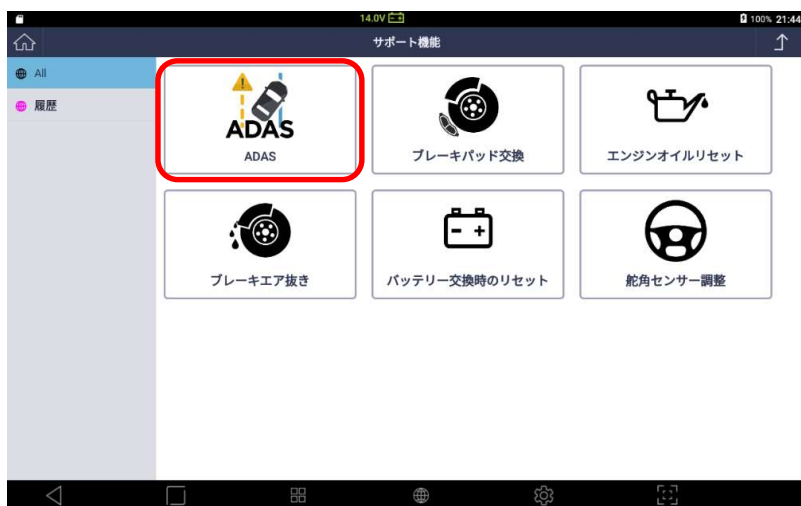 14.0V
100% 21:44
サポート機能
All
履歴
ADAS
ADAS
ブレーキパッド交換
エンジンオイルリセット
ブレーキエア抜き
バッテリー交換時のリセット
舵角センサー調整